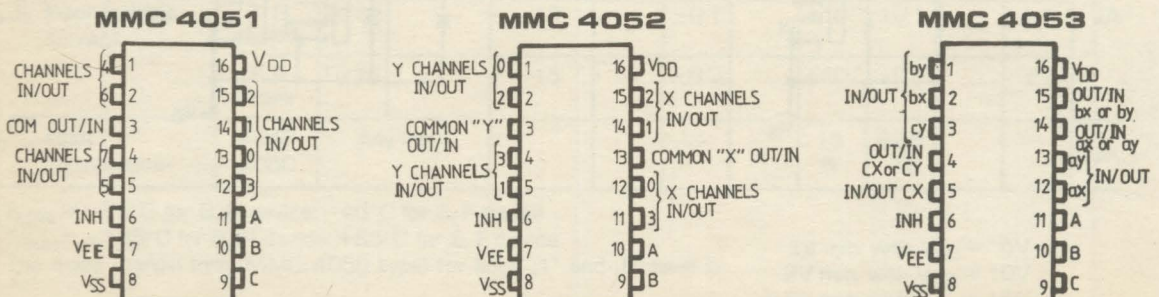 MMC 4051
CHANNELS IN/OUT
4 1
6 2
COM OUT/IN 3
CHANNELS IN/OUT
7 4
5 5
INH 6
VEE 7
VSS 8
16 VDD
15 2
14 1
CHANNELS IN/OUT
13 0
12 3
11 A
10 B
9 C
MMC 4052
Y CHANNELS IN/OUT
0 1
2 2
COMMON "Y" OUT/IN 3
Y CHANNELS IN/OUT
3 4
1 5
INH 6
VEE 7
VSS 8
16 VDD
15 2
X CHANNELS IN/OUT
14 1
13 COMMON "X" OUT/IN
12 0
X CHANNELS IN/OUT
11 3
10 A
9 B
MMC 4053
IN/OUT
by 1
bx 2
cy 3
OUT/IN CX or CY 4
IN/OUT CX 5
INH 6
VEE 7
VSS 8
16 VDD
15 OUT/IN bx or by
14 OUT/IN ax or ay
13 ay
12 ax
IN/OUT
11 A
10 B
9 C